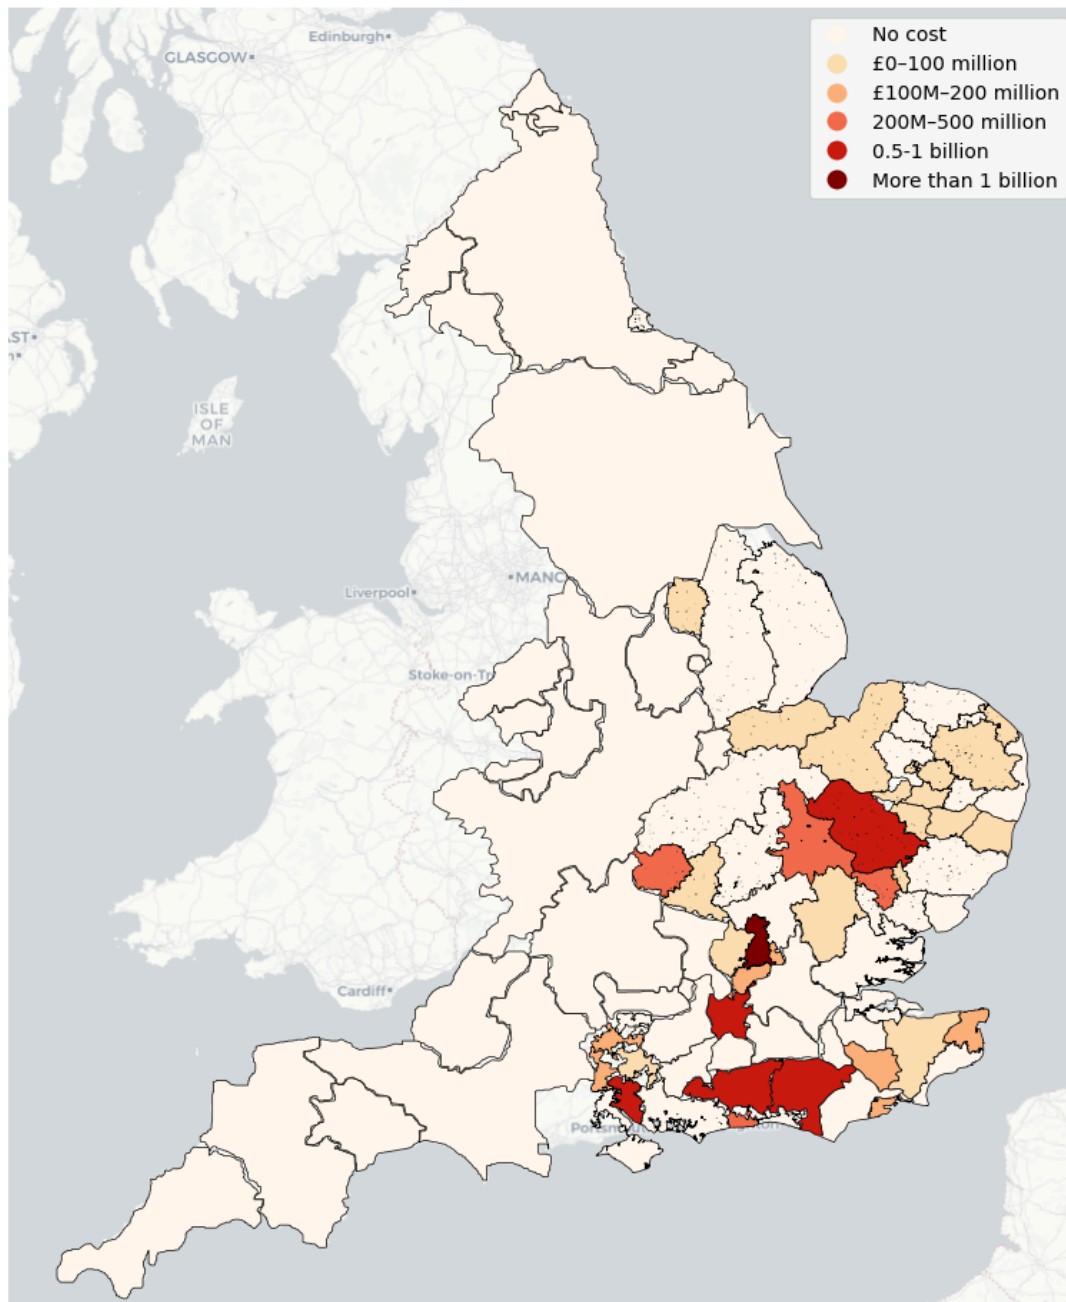 Edinburgh
GLASGOW
No cost
£0–100 million
£100M–200 million
200M–500 million
0.5-1 billion
More than 1 billion
ISLE
OF
MAN
MANC
Liverpool
Stoke-on-Tr
Cardiff